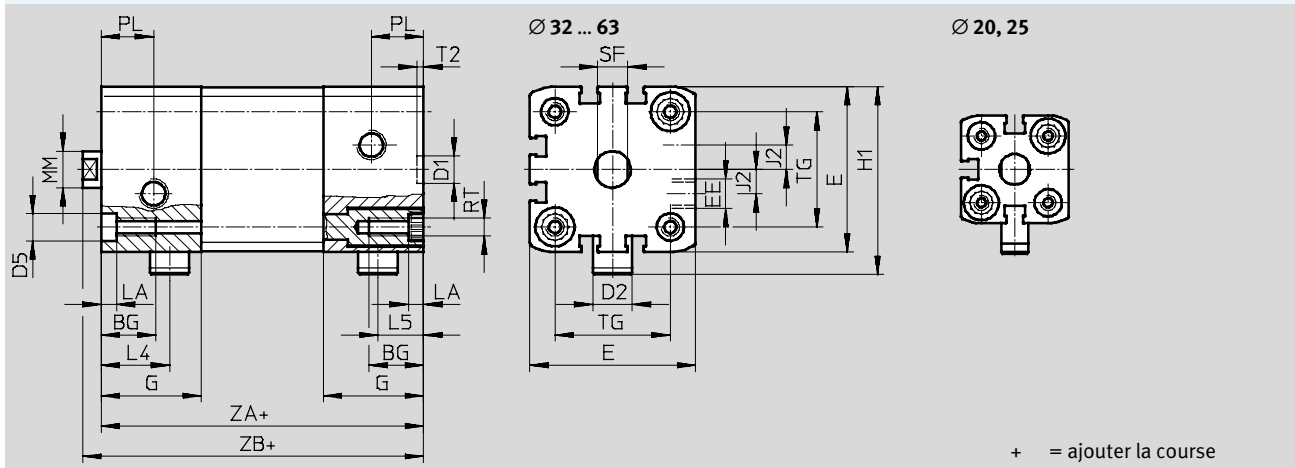 PL
PL
T2
MM
D1
RT
D5
LA
LA
BG
L5
L4
BG
G
G
ZA+
ZB+
Ø 32 ... 63
SF
J2
J2
EE
TG
E
H1
D2
TG
E
Ø 20, 25
+ = ajouter la course